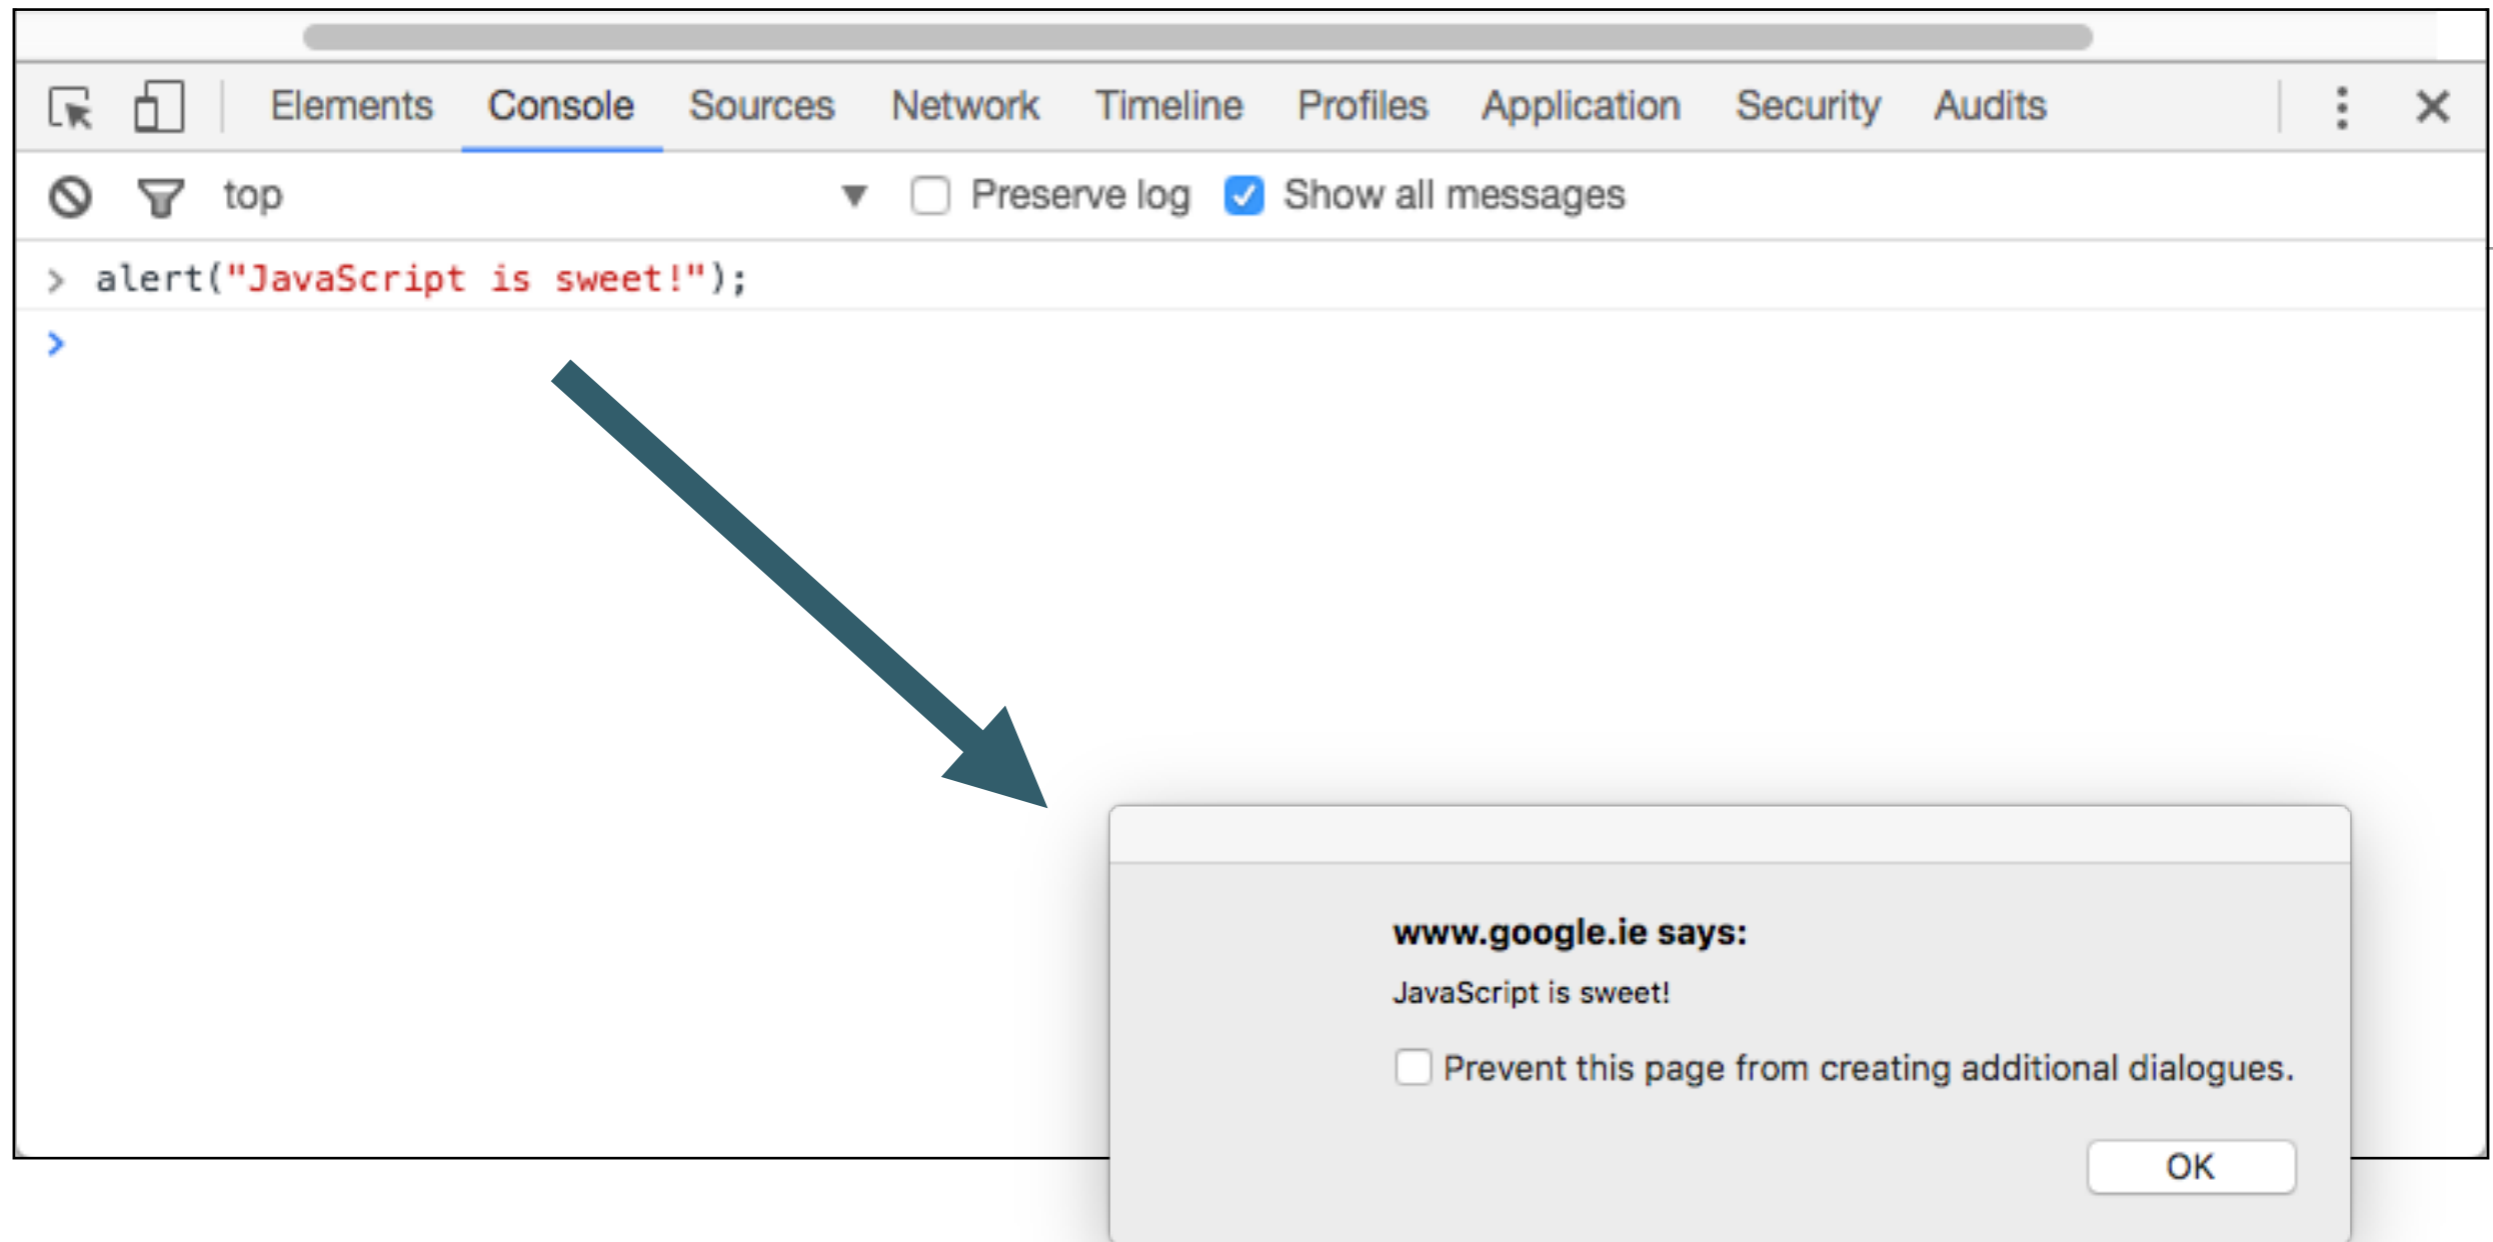 Elements Console Sources Network Timeline Profiles Application Security Audits
top Preserve log Show all messages
> alert("JavaScript is sweet!");
>
www.google.ie says:
JavaScript is sweet!
Prevent this page from creating additional dialogues.
OK